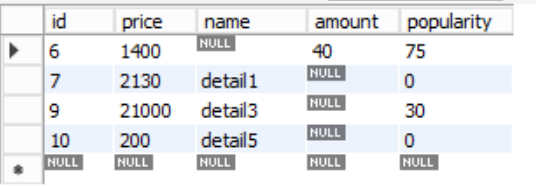 id price name amount popularity
6 1400 NULL 40 75
7 2130 detail1 NULL 0
9 21000 detail3 NULL 30
10 200 detail5 NULL 0
NULL NULL NULL NULL NULL